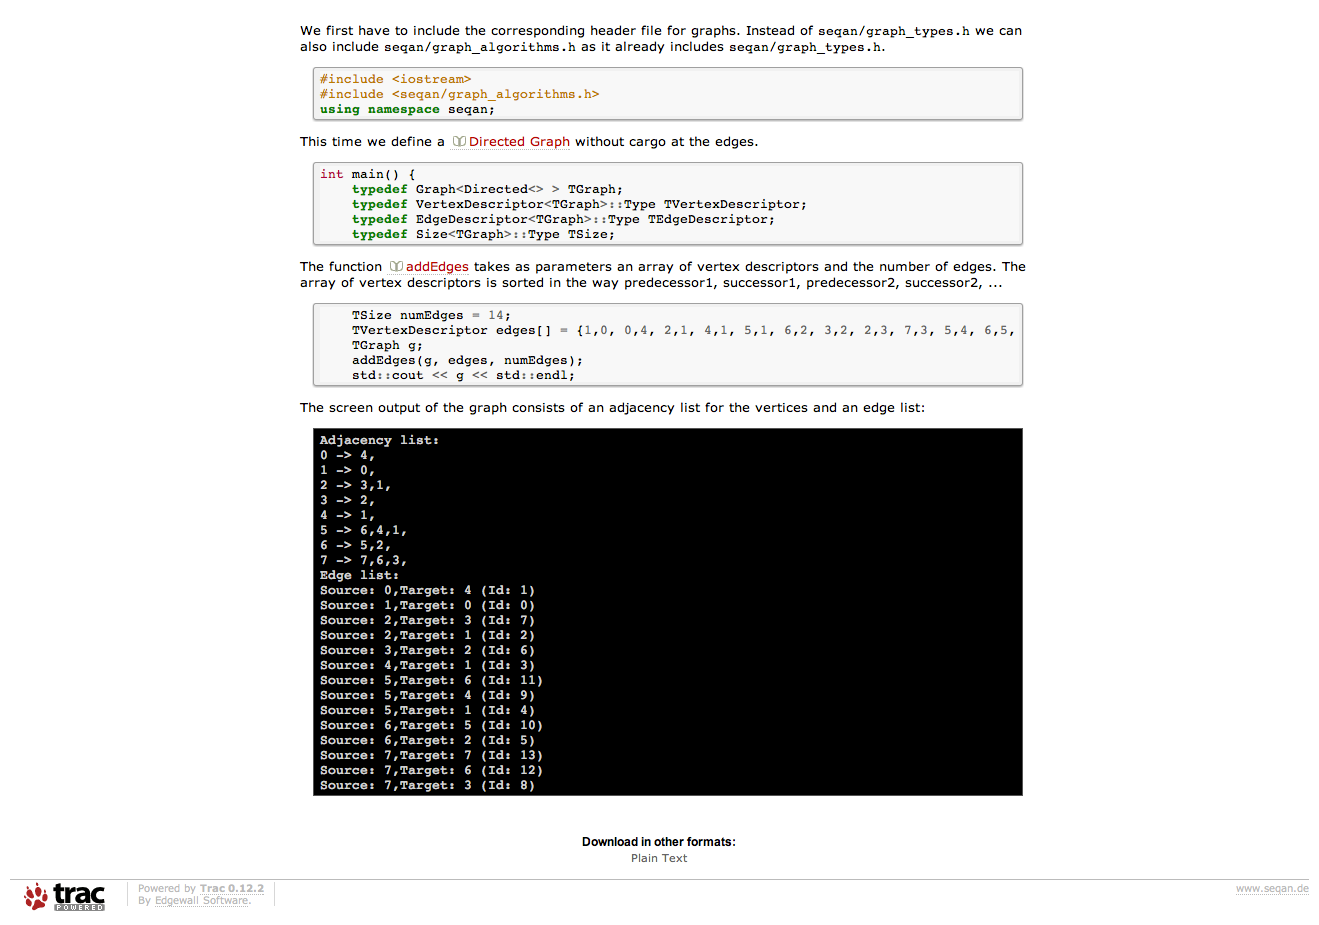 We first have to include the corresponding header file for graphs. Instead of seqan/graph_types.h we can
also include seqan/graph_algorithms.h as it already includes seqan/graph_types.h.
#include <iostream>
#include <seqan/graph_algorithms.h>
using namespace seqan;
This time we define a Directed Graph without cargo at the edges.
int main() {
    typedef Graph<Directed<> > TGraph;
    typedef VertexDescriptor<TGraph>::Type TVertexDescriptor;
    typedef EdgeDescriptor<TGraph>::Type TEdgeDescriptor;
    typedef Size<TGraph>::Type TSize;
The function addEdges takes as parameters an array of vertex descriptors and the number of edges. The
array of vertex descriptors is sorted in the way predecessor1, successor1, predecessor2, successor2, ...
    TSize numEdges = 14;
    TVertexDescriptor edges[] = {1,0, 0,4, 2,1, 4,1, 5,1, 6,2, 3,2, 2,3, 7,3, 5,4, 6,5,
    TGraph g;
    addEdges(g, edges, numEdges);
    std::cout << g << std::endl;
The screen output of the graph consists of an adjacency list for the vertices and an edge list:
Adjacency list:
0 -> 4,
1 -> 0,
2 -> 3,1,
3 -> 2,
4 -> 1,
5 -> 6,4,1,
6 -> 5,2,
7 -> 7,6,3,
Edge list:
Source: 0,Target: 4 (Id: 1)
Source: 1,Target: 0 (Id: 0)
Source: 2,Target: 3 (Id: 7)
Source: 2,Target: 1 (Id: 2)
Source: 3,Target: 2 (Id: 6)
Source: 4,Target: 1 (Id: 3)
Source: 5,Target: 6 (Id: 11)
Source: 5,Target: 4 (Id: 9)
Source: 5,Target: 1 (Id: 4)
Source: 6,Target: 5 (Id: 10)
Source: 6,Target: 2 (Id: 5)
Source: 7,Target: 7 (Id: 13)
Source: 7,Target: 6 (Id: 12)
Source: 7,Target: 3 (Id: 8)
Download in other formats:
Plain Text
trac
POWERED
Powered by Trac 0.12.2
By Edgewall Software.
www.seqan.de